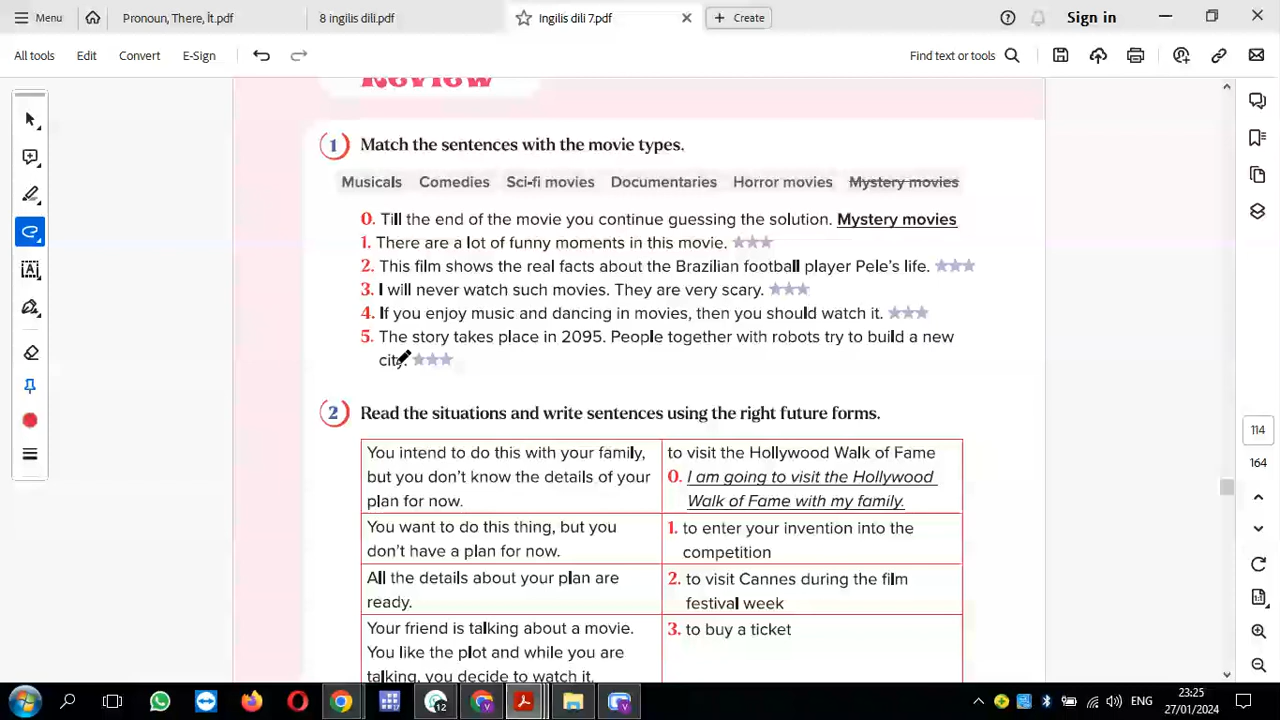 Menu
Pronoun, There, İt.pdf
8 ingilis dili.pdf
Ingilis dili 7.pdf
Create
Sign in
All tools
Edit
Convert
E-Sign
Find text or tools
Review
1 Match the sentences with the movie types.
Musicals Comedies Sci-fi movies Documentaries Horror movies Mystery movies
0. Till the end of the movie you continue guessing the solution. Mystery movies
1. There are a lot of funny moments in this movie.
2. This film shows the real facts about the Brazilian football player Pele's life.
3. I will never watch such movies. They are very scary.
4. If you enjoy music and dancing in movies, then you should watch it.
5. The story takes place in 2095. People together with robots try to build a new
city.
2 Read the situations and write sentences using the right future forms.
You intend to do this with your family,
but you don't know the details of your
plan for now.
to visit the Hollywood Walk of Fame
0. I am going to visit the Hollywood
Walk of Fame with my family.
You want to do this thing, but you
don't have a plan for now.
1. to enter your invention into the
competition
All the details about your plan are
ready.
2. to visit Cannes during the film
festival week
Your friend is talking about a movie.
You like the plot and while you are
talking, you decide to watch it.
3. to buy a ticket
114
164
12
ENG
23:25
27/01/2024